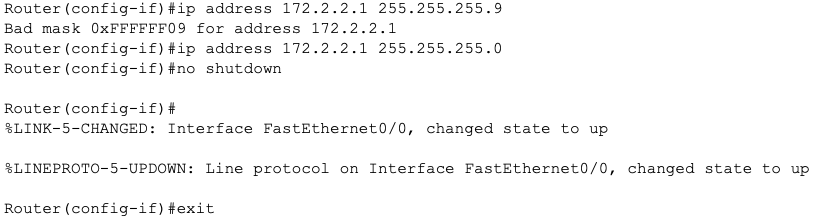 Router(config-if)#ip address 172.2.2.1 255.255.255.9
Bad mask 0xFFFFFF09 for address 172.2.2.1
Router(config-if)#ip address 172.2.2.1 255.255.255.0
Router(config-if)#no shutdown
Router(config-if)#
%LINK-5-CHANGED: Interface FastEthernet0/0, changed state to up
%LINEPROTO-5-UPDOWN: Line protocol on Interface FastEthernet0/0, changed state to up
Router(config-if)#exit